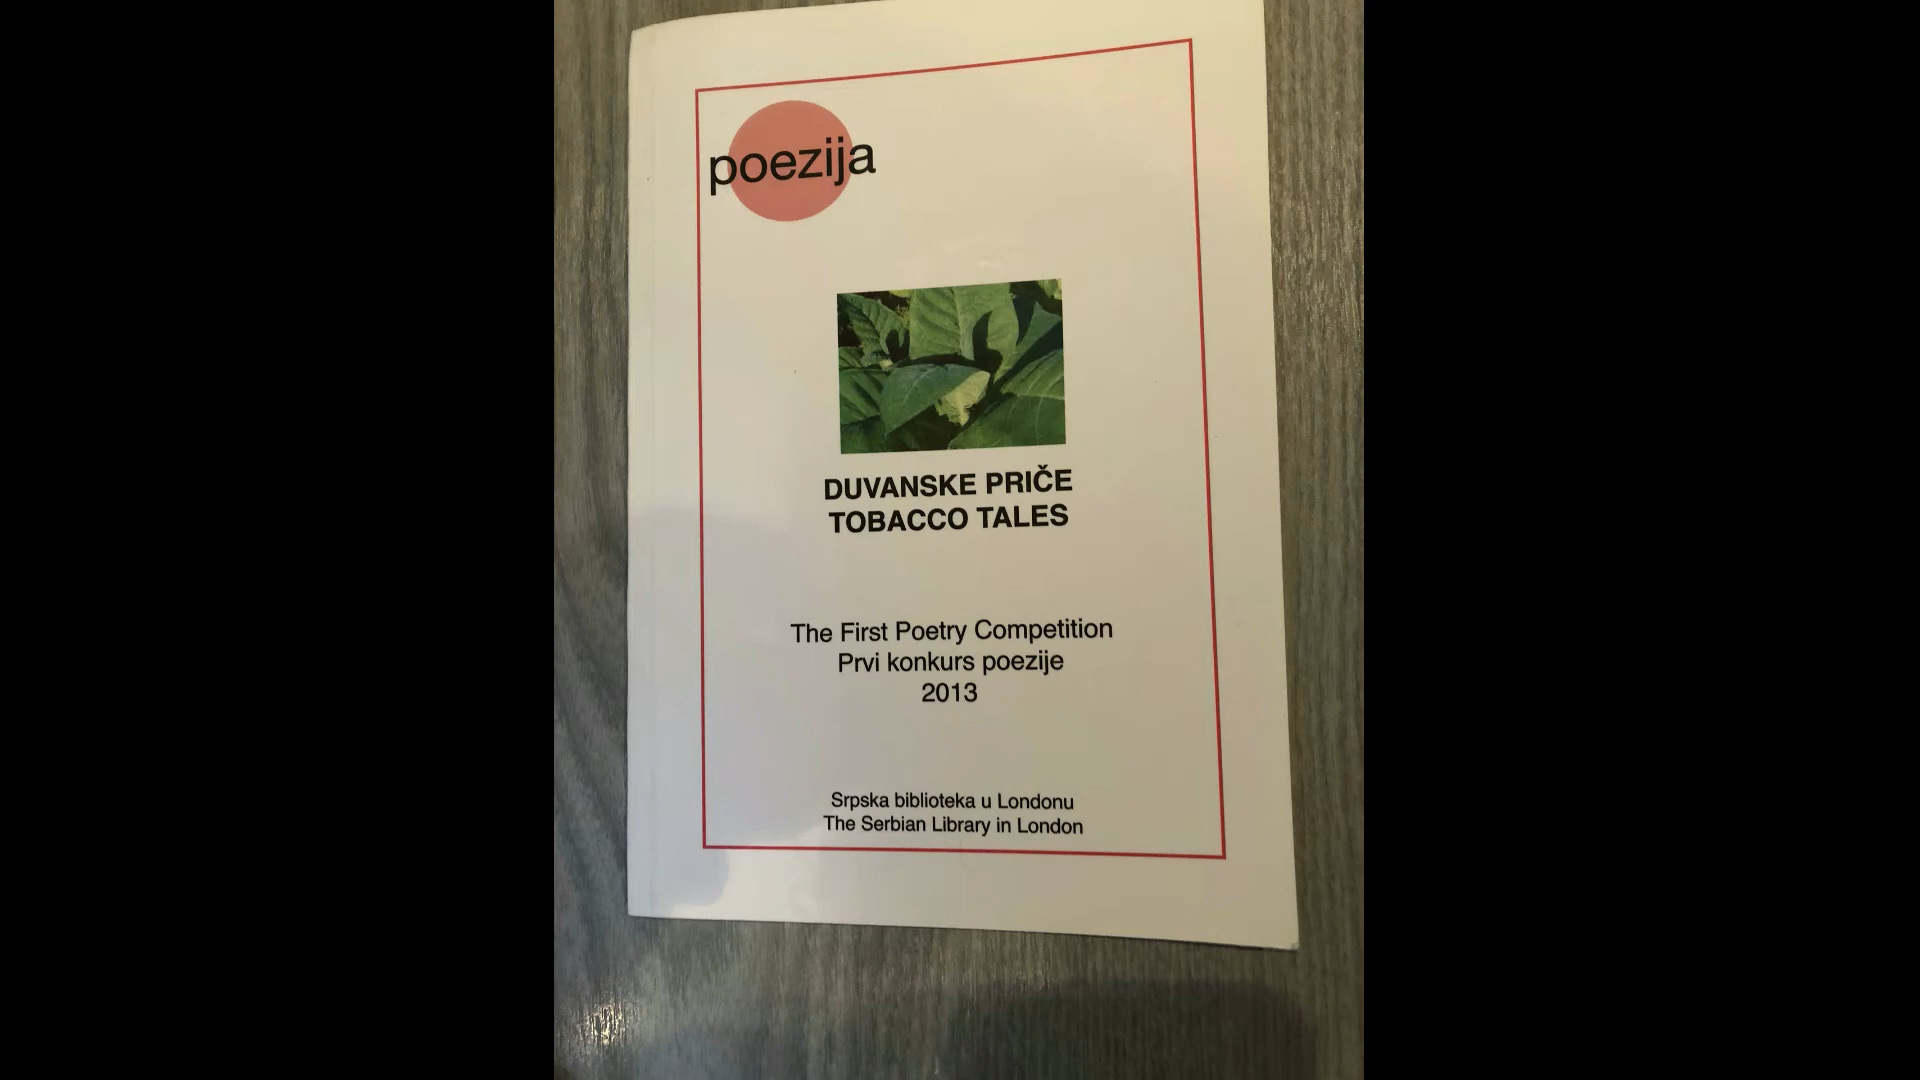 poezija
DUVANSKE PRIČE
TOBACCO TALES
The First Poetry Competition
Prvi konkurs poezije
2013
Srpska biblioteka u Londonu
The Serbian Library in London